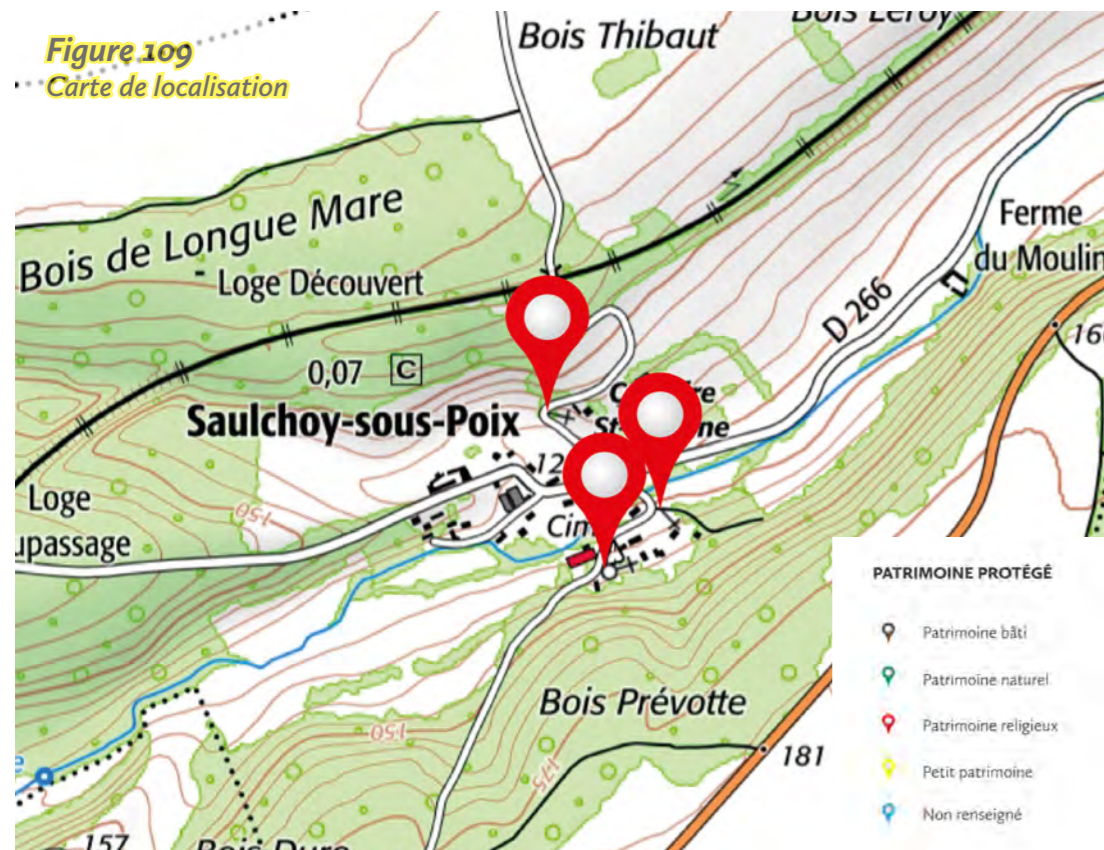 Figure 109
Carte de localisation
Bois Thibaut
Bois Leroy
Bois de Longue Mare
Loge Découvert
Ferme
du Moulin
D 266
0,07 C
Saulchoy-sous-Poix
Loge
upassage
150
Bois Prévotte
150
175
181
157
PATRIMOINE PROTÉGÉ
Patrimoine bâti
Patrimoine naturel
Patrimoine religieux
Petit patrimoine
Non renseigné